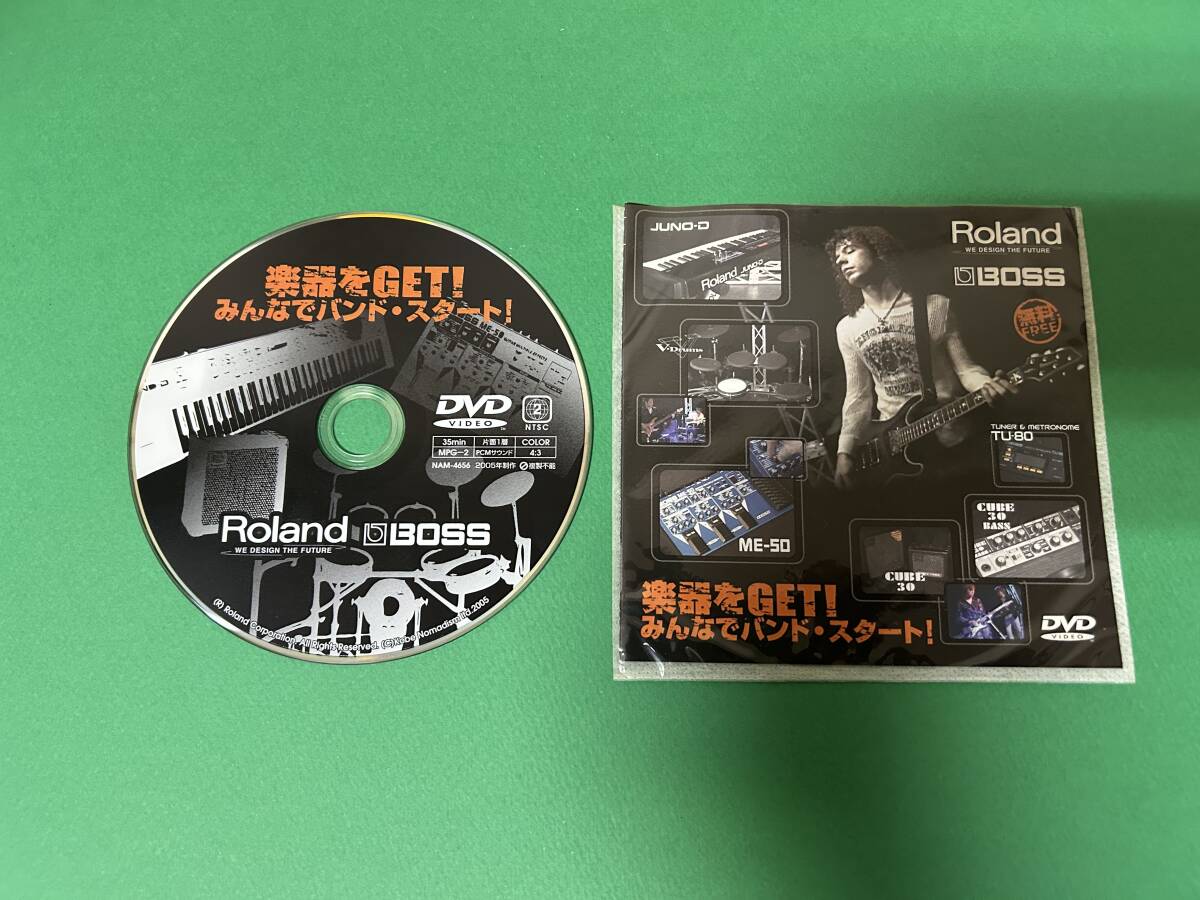 楽器をGET!
みんなでバンド・スタート!
DVD
VIDEO
2
NTSC
35min 片面1層 COLOR
MPG-2 PCMサウンド 4:3
NAM-4656 2005年制作 複製不能
Roland BOSS
WE DESIGN THE FUTURE
(R) Roland Corporation. All Rights Reserved. (C)Kobe Nomadism ltd.2005
JUNO-D
Roland JUNO-D
Roland
WE DESIGN THE FUTURE
BOSS
無料
FREE
V-Drums
TUNER & METRONOME
TU-80
ME-50
CUBE
30
BASS
CUBE
30
楽器をGET!
みんなでバンド・スタート!
DVD
VIDEO